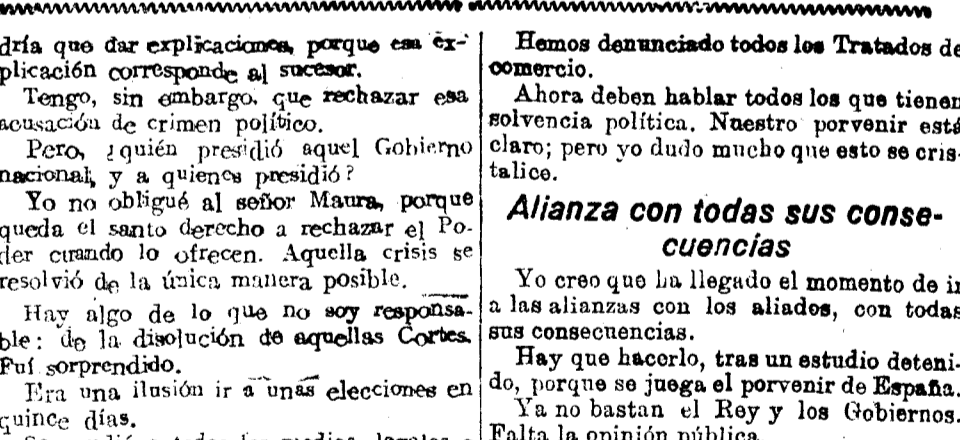 dría que dar explicaciones, porque esa ex-
plicación corresponde al sucesor.
Tengo, sin embargo, que rechazar esa
acusación de crimen político.
Pero, ¿quién presidió aquel Gobierno
nacional, y a quienes presidió?
Yo no obligué al señor Maura, porque
queda el santo derecho a rechazar el Po-
der cuando lo ofrecen. Aquella crisis se
resolvió de la única manera posible.
Hay algo de lo que no soy responsa-
ble: de la disolución de aquellas Cortes.
Fuí sorprendido.
Era una ilusión ir a unas elecciones en
quince días.
Hemos denunciado todos los Tratados de
comercio.
Ahora deben hablar todos los que tienen
solvencia política. Nuestro porvenir está
claro; pero yo dudo mucho que esto se cris-
talice.
Alianza con todas sus conse-
cuencias
Yo creo que ha llegado el momento de ir
a las alianzas con los aliados, con todas
sus consecuencias.
Hay que hacerlo, tras un estudio deteni-
do, porque se juega el porvenir de España.
Ya no bastan el Rey y los Gobiernos.
Falta la opinión pública.